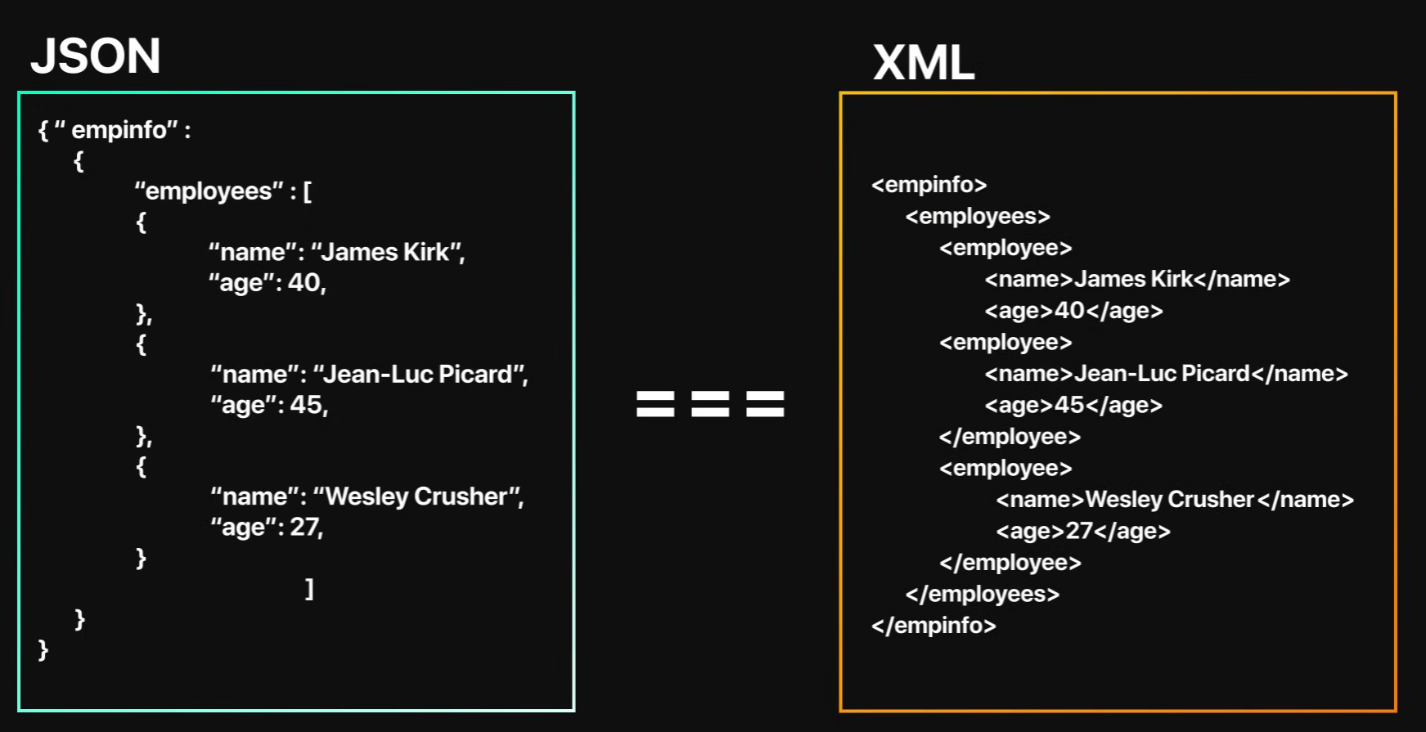 JSON
{ “ empinfo” :
{
“employees” : [
{
“name”: “James Kirk”,
“age”: 40,
},
{
“name”: “Jean-Luc Picard”,
“age”: 45,
},
{
“name”: “Wesley Crusher”,
“age”: 27,
}
]
}
}
===
XML
<empinfo>
<employees>
<employee>
<name>James Kirk</name>
<age>40</age>
<employee>
<name>Jean-Luc Picard</name>
<age>45</age>
</employee>
<employee>
<name>Wesley Crusher</name>
<age>27</age>
</employee>
</employees>
</empinfo>